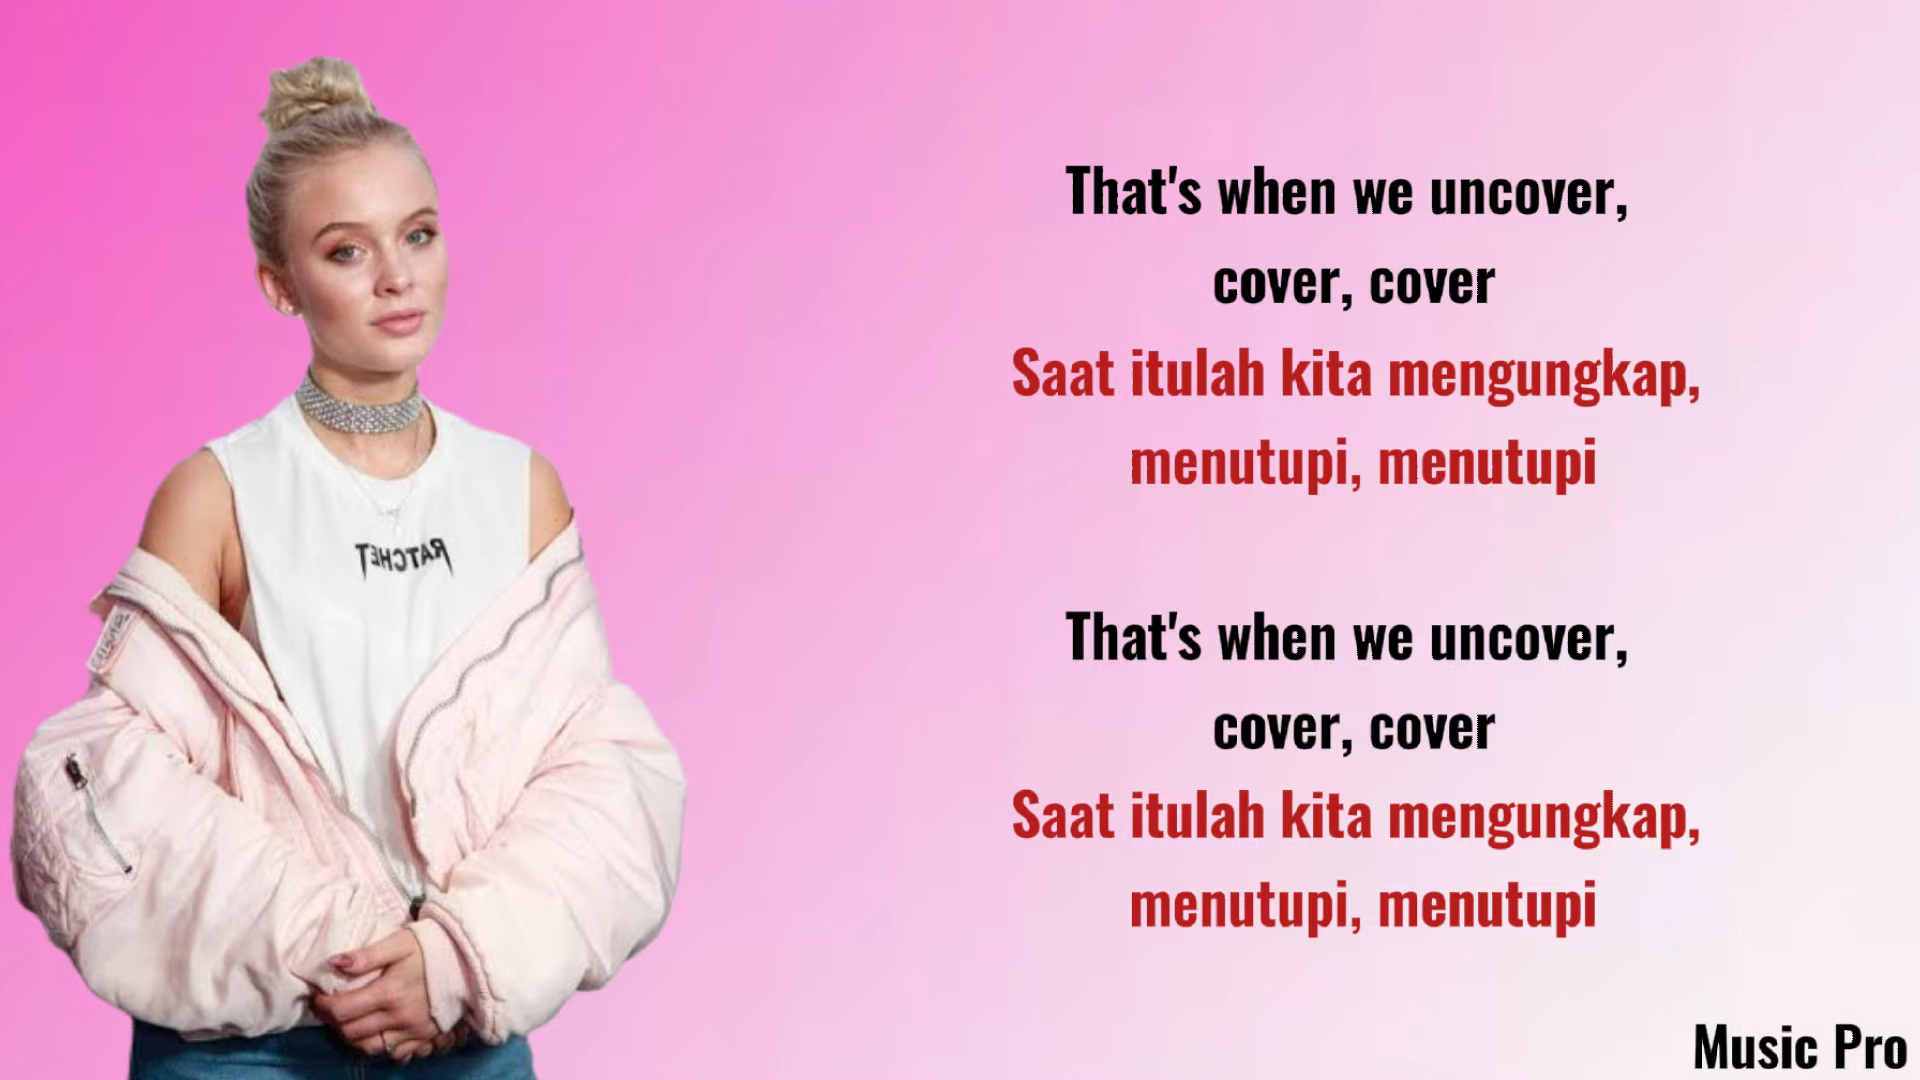 That's when we uncover,
cover, cover
Saat itulah kita mengungkap,
menutupi, menutupi
RATCHET
That's when we uncover,
cover, cover
Saat itulah kita mengungkap,
menutupi, menutupi
Music Pro